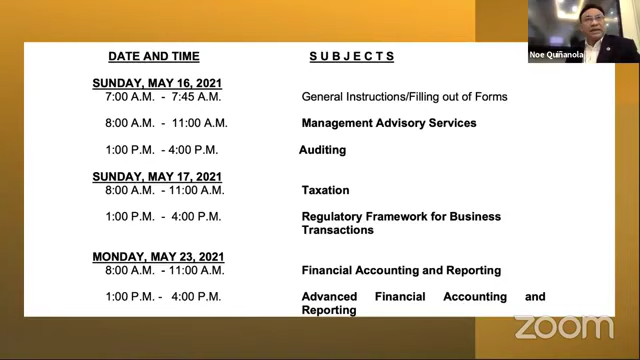 DATE AND TIME SUBJECTS
Noe Quiñanola
SUNDAY, MAY 16, 2021
7:00 A.M. - 7:45 A.M. General Instructions/Filling out of Forms
8:00 A.M. - 11:00 A.M. Management Advisory Services
1:00 P.M. - 4:00 P.M. Auditing
SUNDAY, MAY 17, 2021
8:00 A.M. - 11:00 A.M. Taxation
1:00 P.M. - 4:00 P.M. Regulatory Framework for Business
Transactions
MONDAY, MAY 23, 2021
8:00 A.M. - 11:00 A.M. Financial Accounting and Reporting
1:00 P.M. - 4:00 P.M. Advanced Financial Accounting and
Reporting
zoom